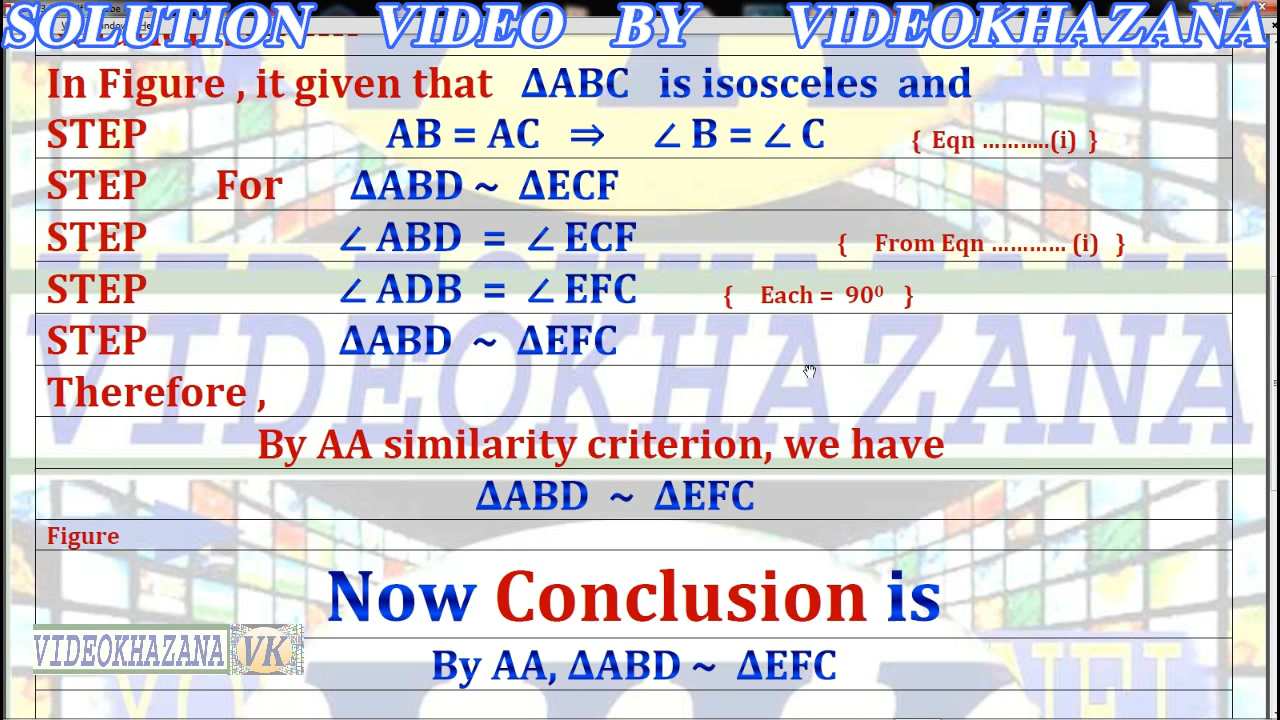 SOLUTION VIDEO BY VIDEOKHAZANA
In Figure , it given that ΔABC is isosceles and
STEP AB = AC ⇒ ∠ B = ∠ C { Eqn ………..(i) }
STEP For ΔABD ~ ΔECF
STEP ∠ ABD = ∠ ECF { From Eqn ………… (i) }
STEP ∠ ADB = ∠ EFC { Each = 90⁰ }
STEP ΔABD ~ ΔEFC
Therefore ,
By AA similarity criterion, we have
ΔABD ~ ΔEFC
Figure
Now Conclusion is
VIDEOKHAZANA VK
By AA, ΔABD ~ ΔEFC
VIDEOKHAZANA